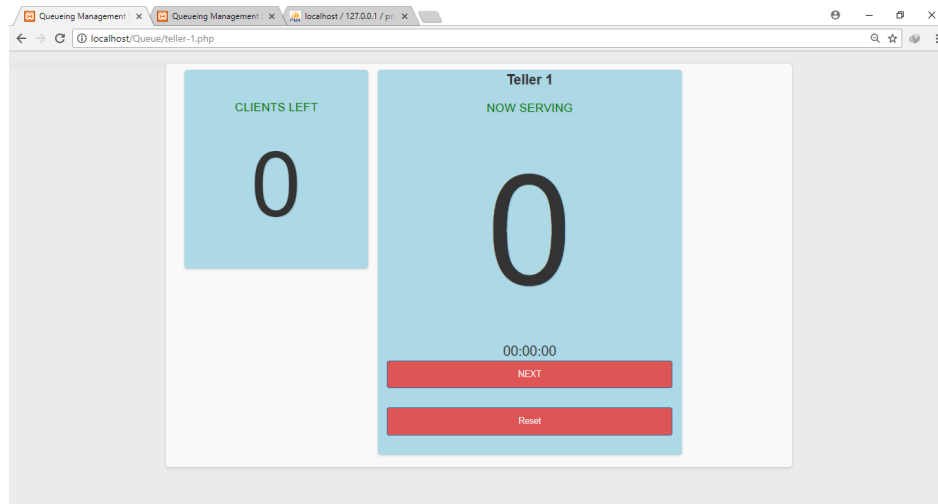 Queueing Management
Queueing Management
localhost / 127.0.0.1 / pr
localhost/Queue/teller-1.php
CLIENTS LEFT
0
Teller 1
NOW SERVING
0
00:00:00
NEXT
Reset